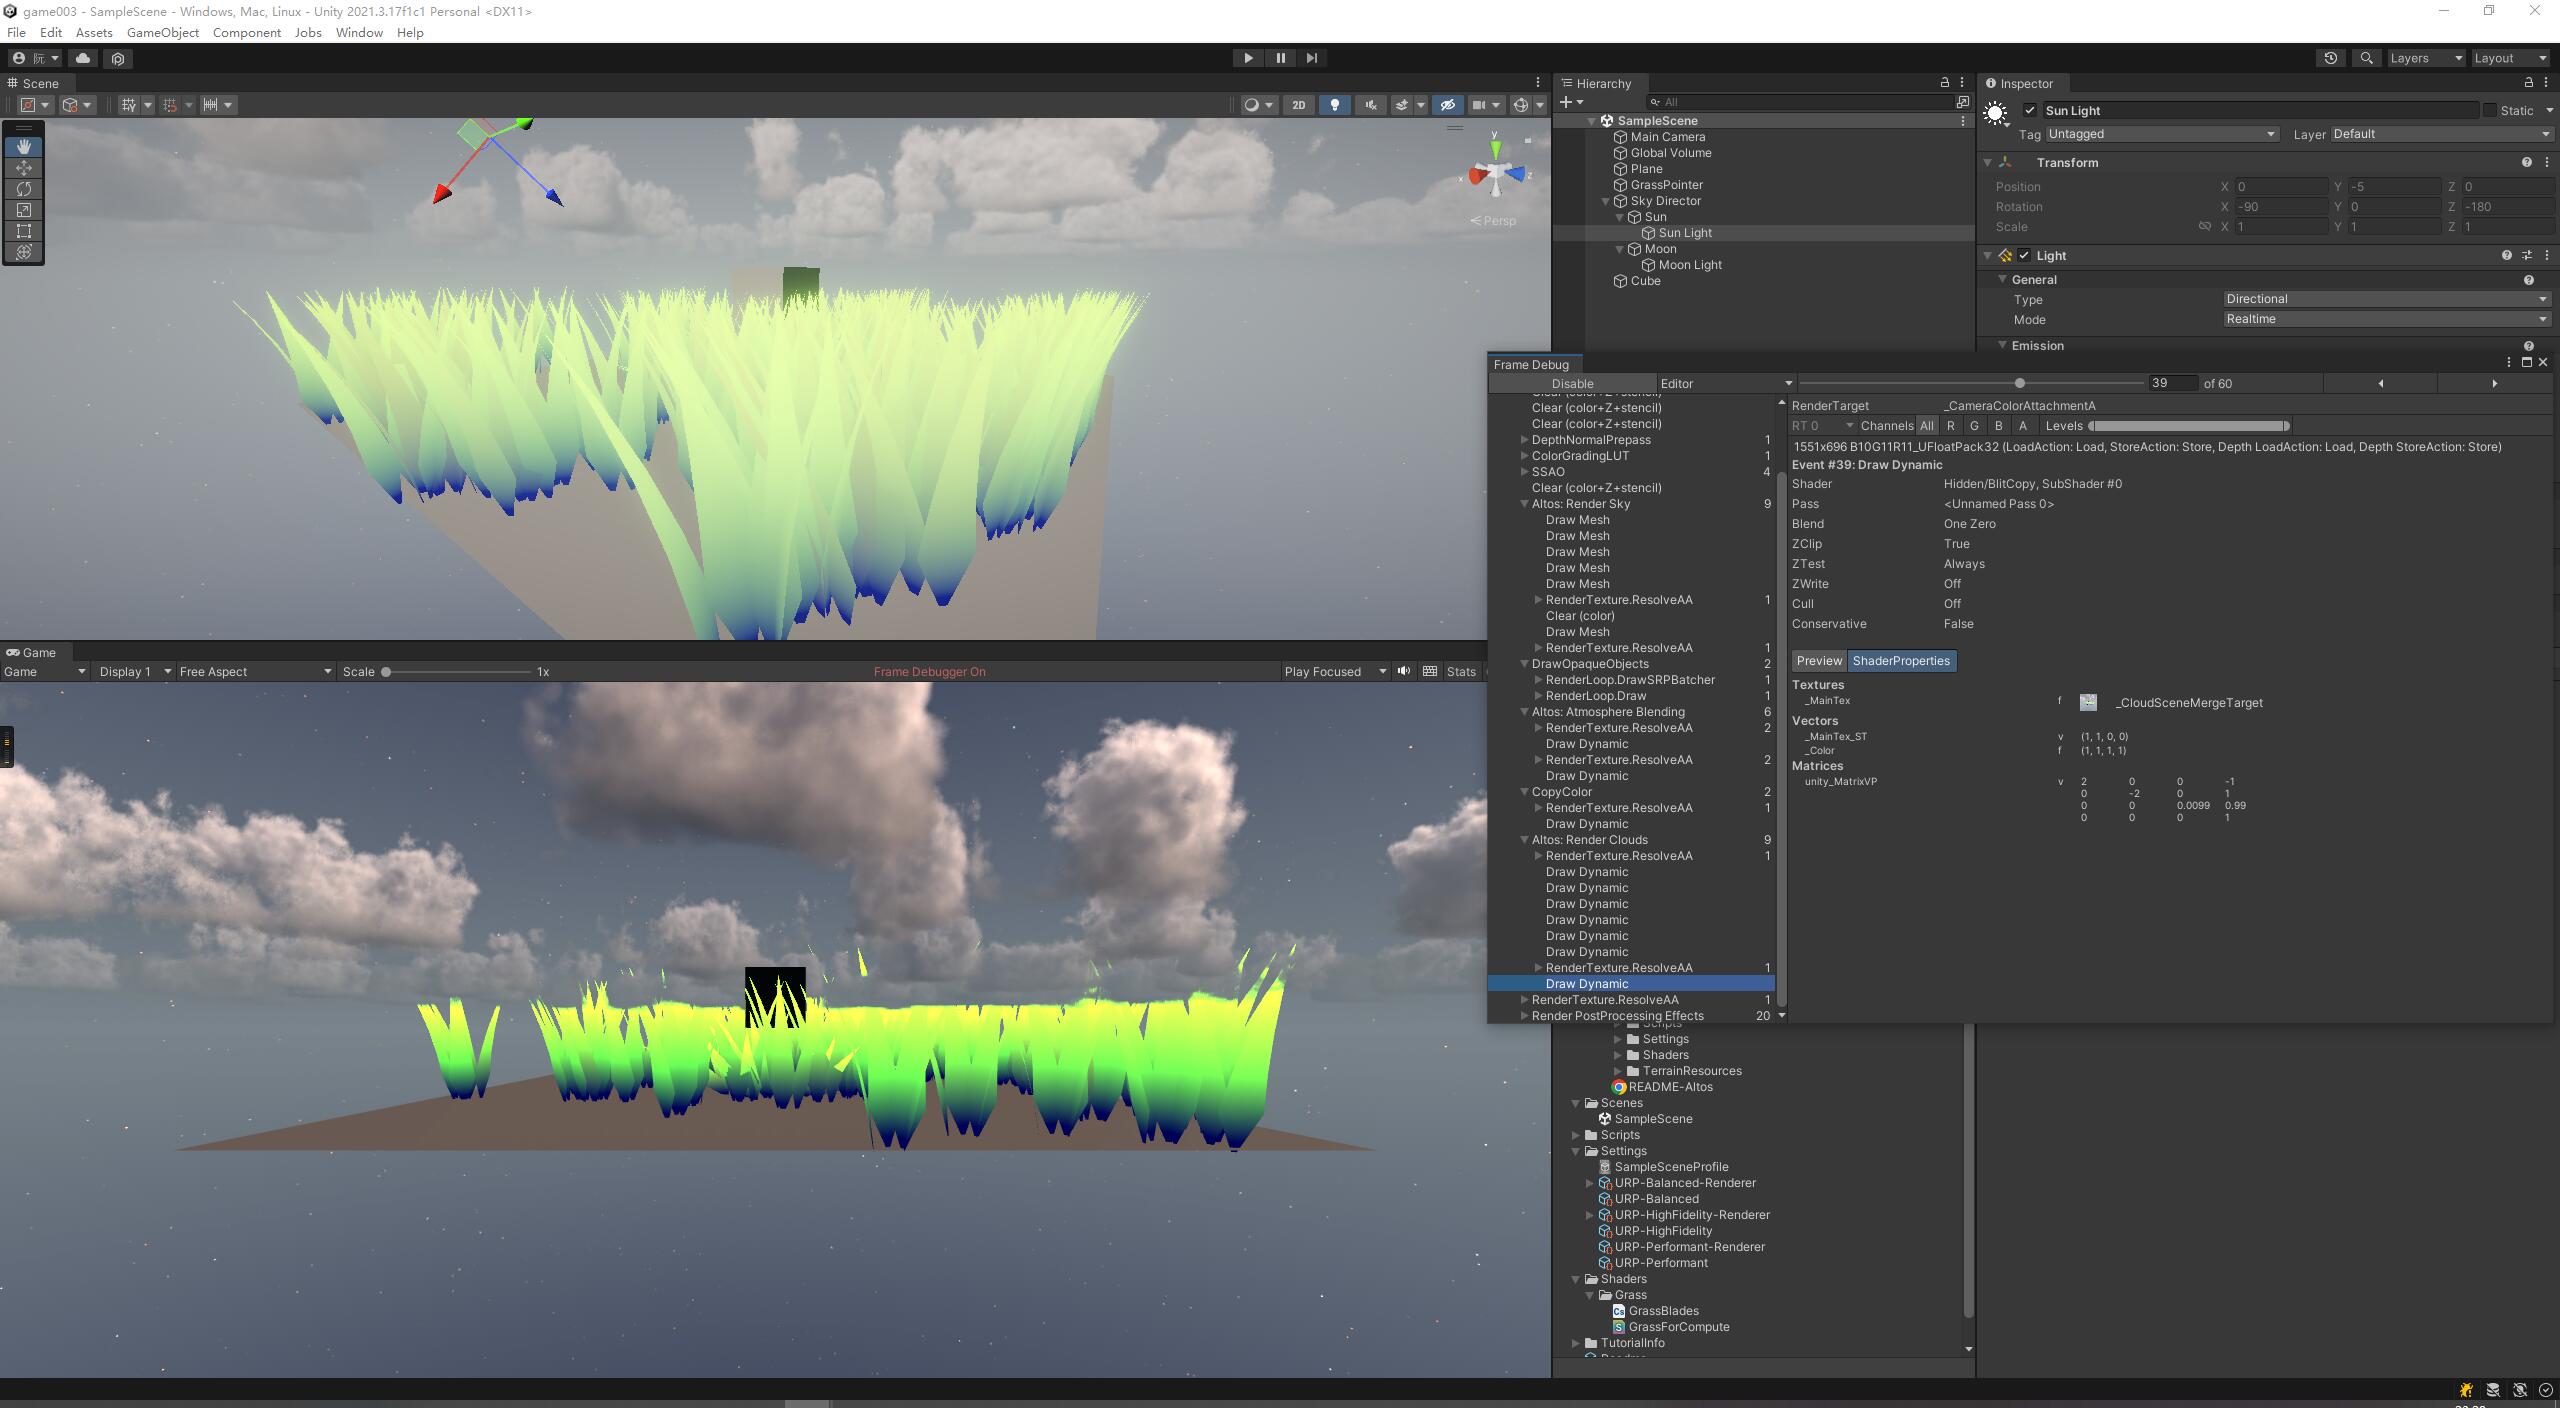 game003 - SampleScene - Windows, Mac, Linux - Unity 2021.3.17f1c1 Personal <DX11>
File Edit Assets GameObject Component Jobs Window Help
阮
Layers Layout
Scene
2D
y
x
z
Persp
Game
Game Display 1 Free Aspect Scale 1x Frame Debugger On Play Focused Stats
Hierarchy
All
SampleScene
Main Camera
Global Volume
Plane
GrassPointer
Sky Director
Sun
Sun Light
Moon
Moon Light
Cube
Inspector
Sun Light Static
Tag Untagged Layer Default
Transform
Position X 0 Y -5 Z 0
Rotation X -90 Y 0 Z -180
Scale X 1 Y 1 Z 1
Light
General
Type Directional
Mode Realtime
Emission
Frame Debug
Disable Editor 39 of 60
Clear (color+Z+stencil)
Clear (color+Z+stencil)
Clear (color+Z+stencil)
DepthNormalPrepass 1
ColorGradingLUT 1
SSAO 4
Clear (color+Z+stencil)
Altos: Render Sky 9
Draw Mesh
Draw Mesh
Draw Mesh
Draw Mesh
Draw Mesh
RenderTexture.ResolveAA 1
Clear (color)
Draw Mesh
RenderTexture.ResolveAA 1
DrawOpaqueObjects 2
RenderLoop.DrawSRPBatcher 1
RenderLoop.Draw 1
Altos: Atmosphere Blending 6
RenderTexture.ResolveAA 2
Draw Dynamic
RenderTexture.ResolveAA 2
Draw Dynamic
CopyColor 2
RenderTexture.ResolveAA 1
Draw Dynamic
Altos: Render Clouds 9
RenderTexture.ResolveAA 1
Draw Dynamic
Draw Dynamic
Draw Dynamic
Draw Dynamic
Draw Dynamic
Draw Dynamic
RenderTexture.ResolveAA 1
Draw Dynamic
RenderTexture.ResolveAA 1
Render PostProcessing Effects 20
RenderTarget _CameraColorAttachmentA
RT 0 Channels All R G B A Levels
1551x696 B10G11R11_UFloatPack32 (LoadAction: Load, StoreAction: Store, Depth LoadAction: Load, Depth StoreAction: Store)
Event #39: Draw Dynamic
Shader Hidden/BlitCopy, SubShader #0
Pass <Unnamed Pass 0>
Blend One Zero
ZClip True
ZTest Always
ZWrite Off
Cull Off
Conservative False
Preview ShaderProperties
Textures
_MainTex f _CloudSceneMergeTarget
Vectors
_MainTex_ST v (1, 1, 0, 0)
_Color f (1, 1, 1, 1)
Matrices
unity_MatrixVP v 2 0 0 -1
0 -2 0 1
0 0 0.0099 0.99
0 0 0 1
Scripts
Settings
Shaders
TerrainResources
README-Altos
Scenes
SampleScene
Scripts
Settings
SampleSceneProfile
URP-Balanced-Renderer
URP-Balanced
URP-HighFidelity-Renderer
URP-HighFidelity
URP-Performant-Renderer
URP-Performant
Shaders
Grass
GrassBlades
GrassForCompute
TutorialInfo